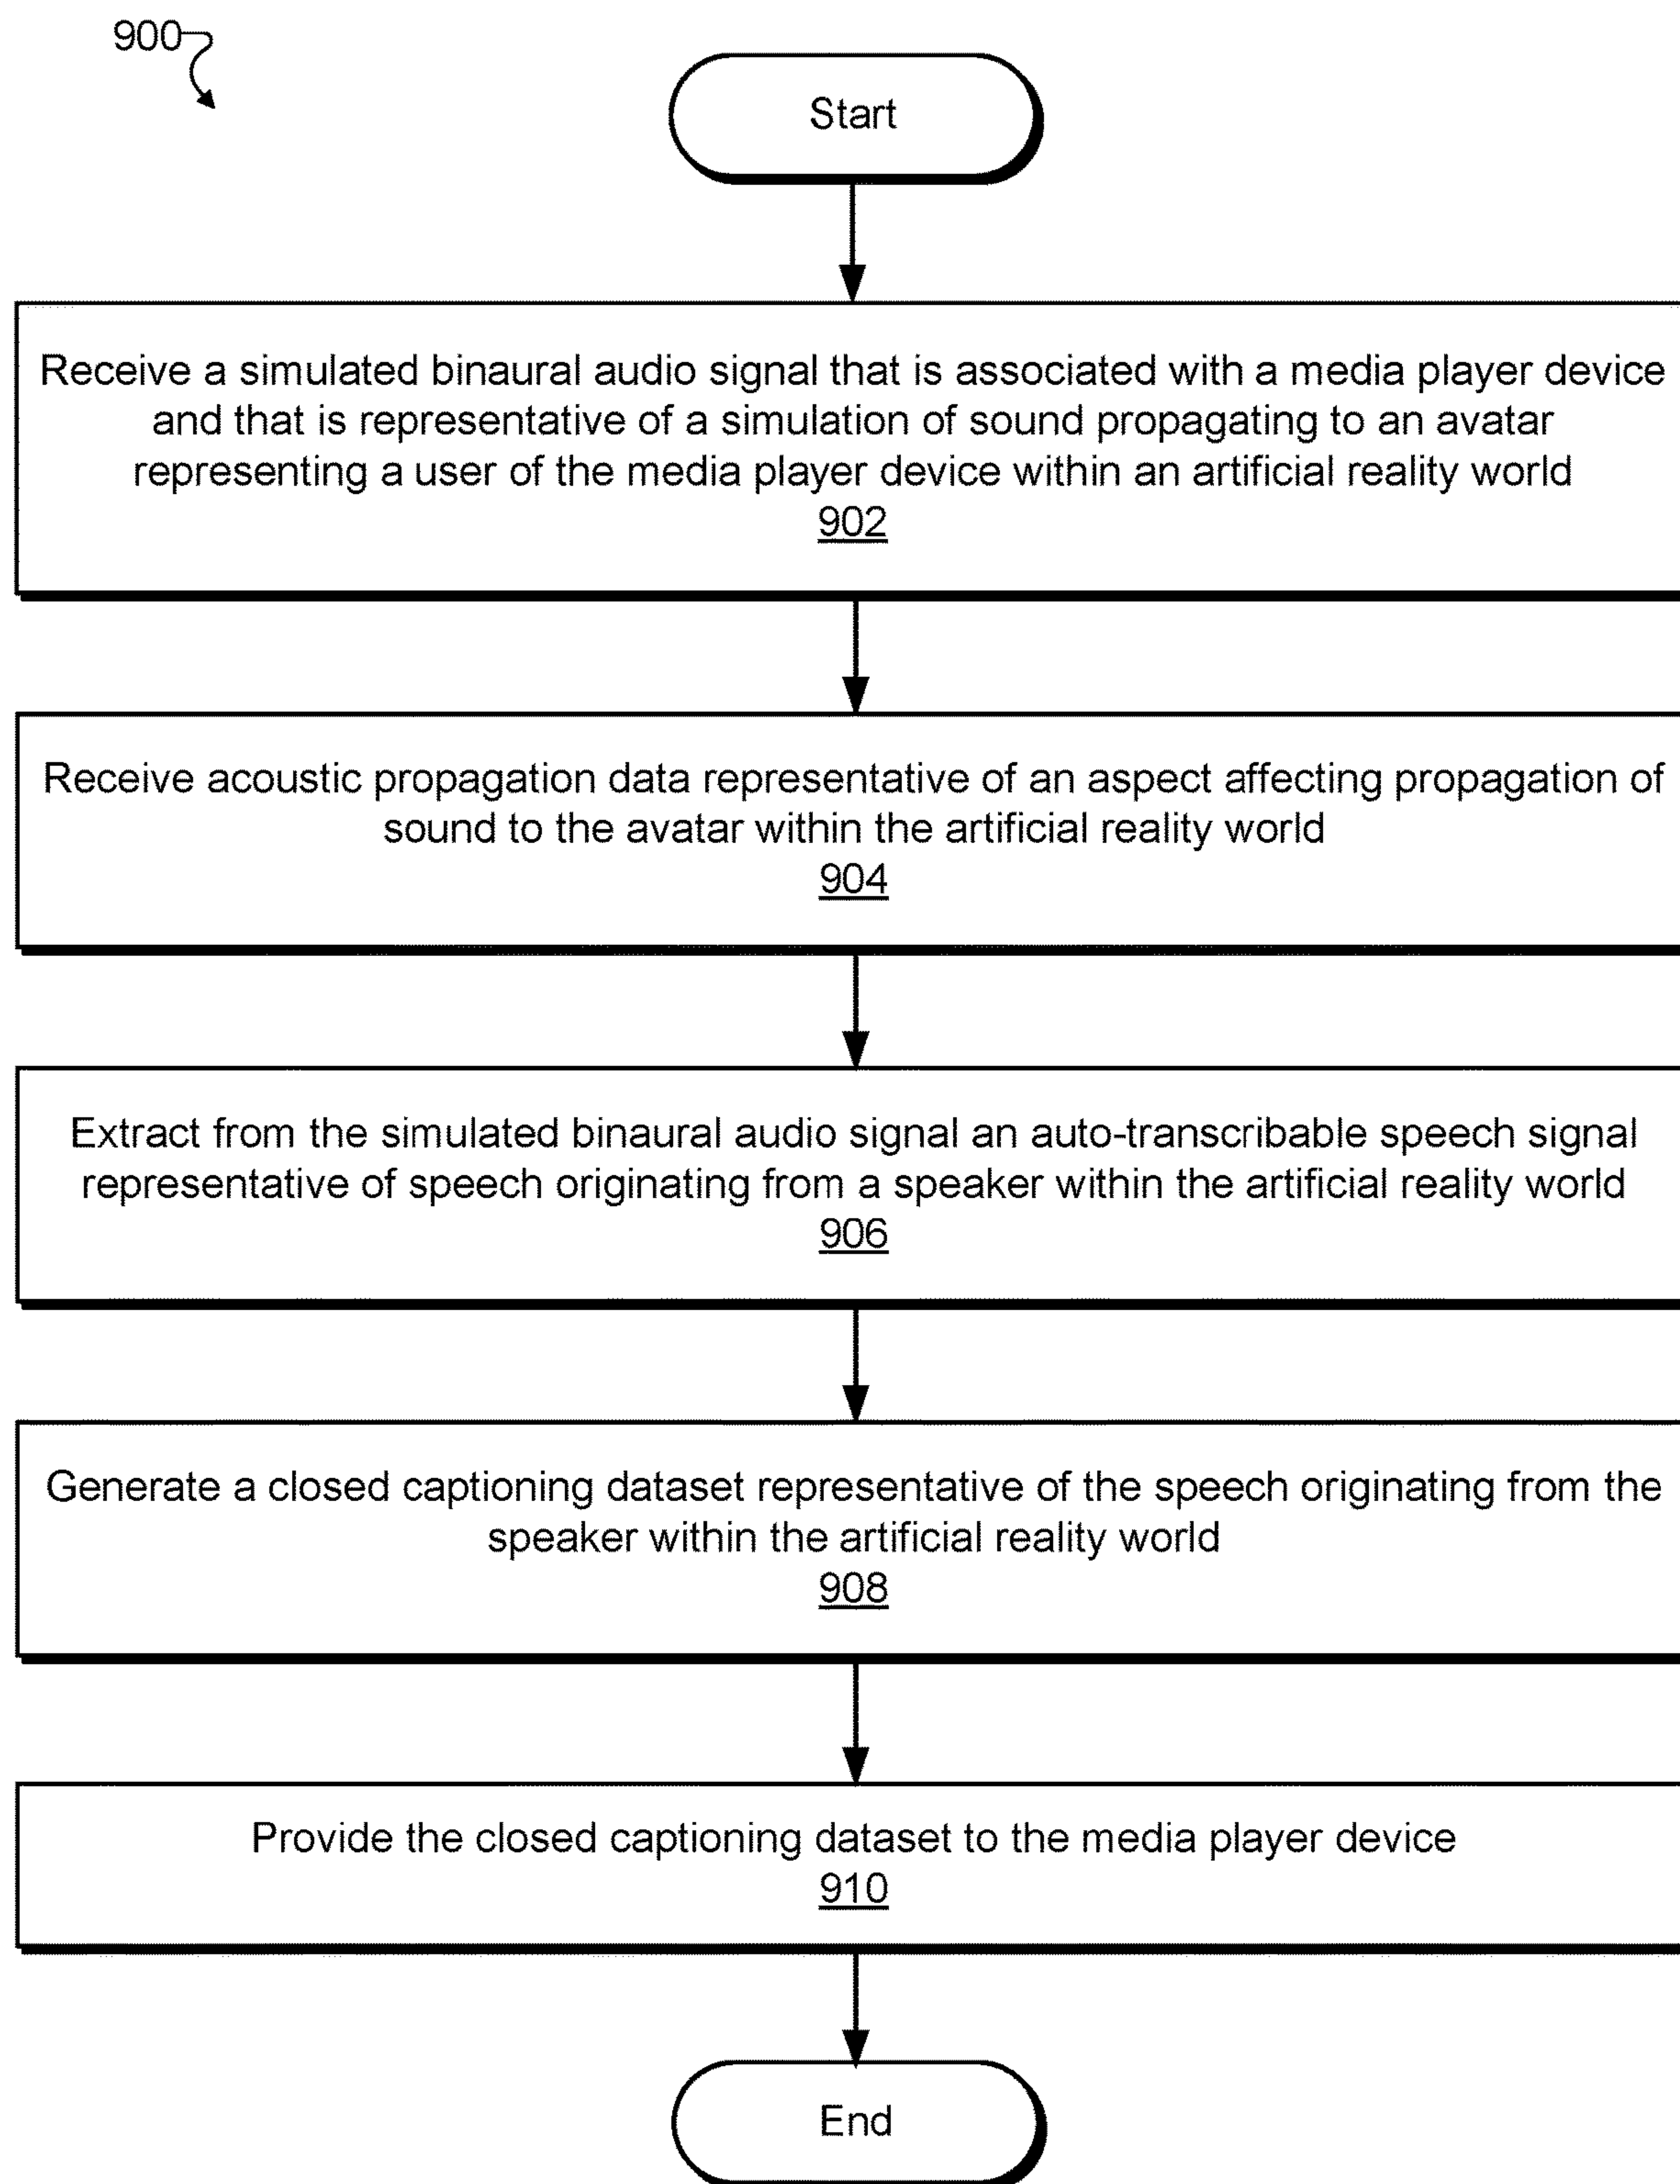 900
Start
Receive a simulated binaural audio signal that is associated with a media player device
and that is representative of a simulation of sound propagating to an avatar
representing a user of the media player device within an artificial reality world
902
Receive acoustic propagation data representative of an aspect affecting propagation of
sound to the avatar within the artificial reality world
904
Extract from the simulated binaural audio signal an auto-transcribable speech signal
representative of speech originating from a speaker within the artificial reality world
906
Generate a closed captioning dataset representative of the speech originating from the
speaker within the artificial reality world
908
Provide the closed captioning dataset to the media player device
910
End